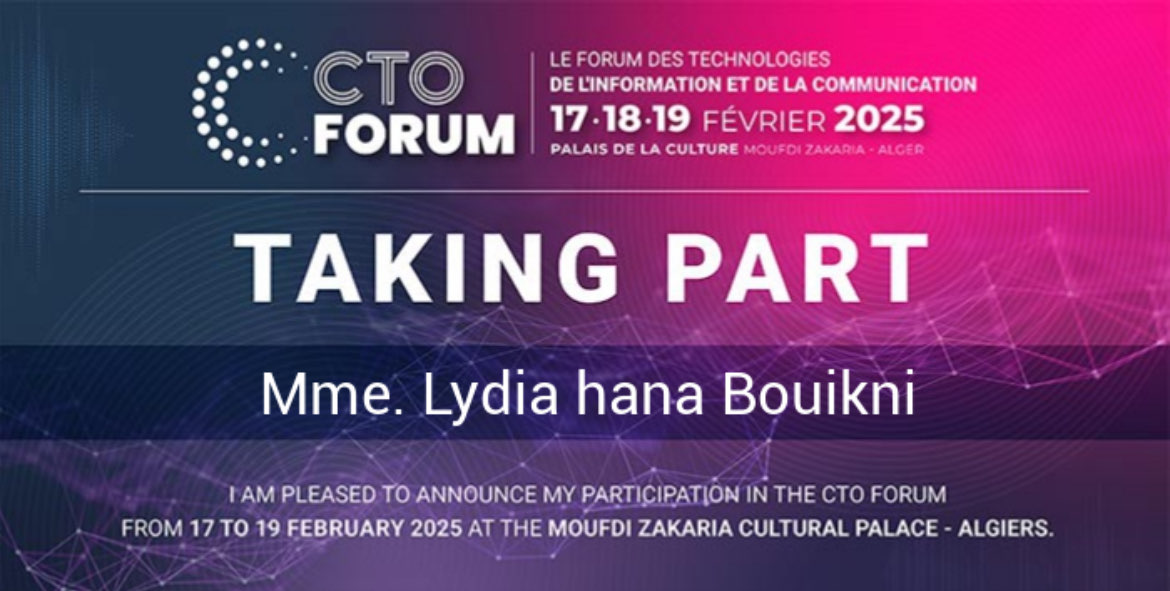 CTO
FORUM
LE FORUM DES TECHNOLOGIES
DE L'INFORMATION ET DE LA COMMUNICATION
17·18·19 FÉVRIER 2025
PALAIS DE LA CULTURE MOUFDI ZAKARIA - ALGER
TAKING PART
Mme. Lydia hana Bouikni
I AM PLEASED TO ANNOUNCE MY PARTICIPATION IN THE CTO FORUM
FROM 17 TO 19 FEBRUARY 2025 AT THE MOUFDI ZAKARIA CULTURAL PALACE - ALGIERS.